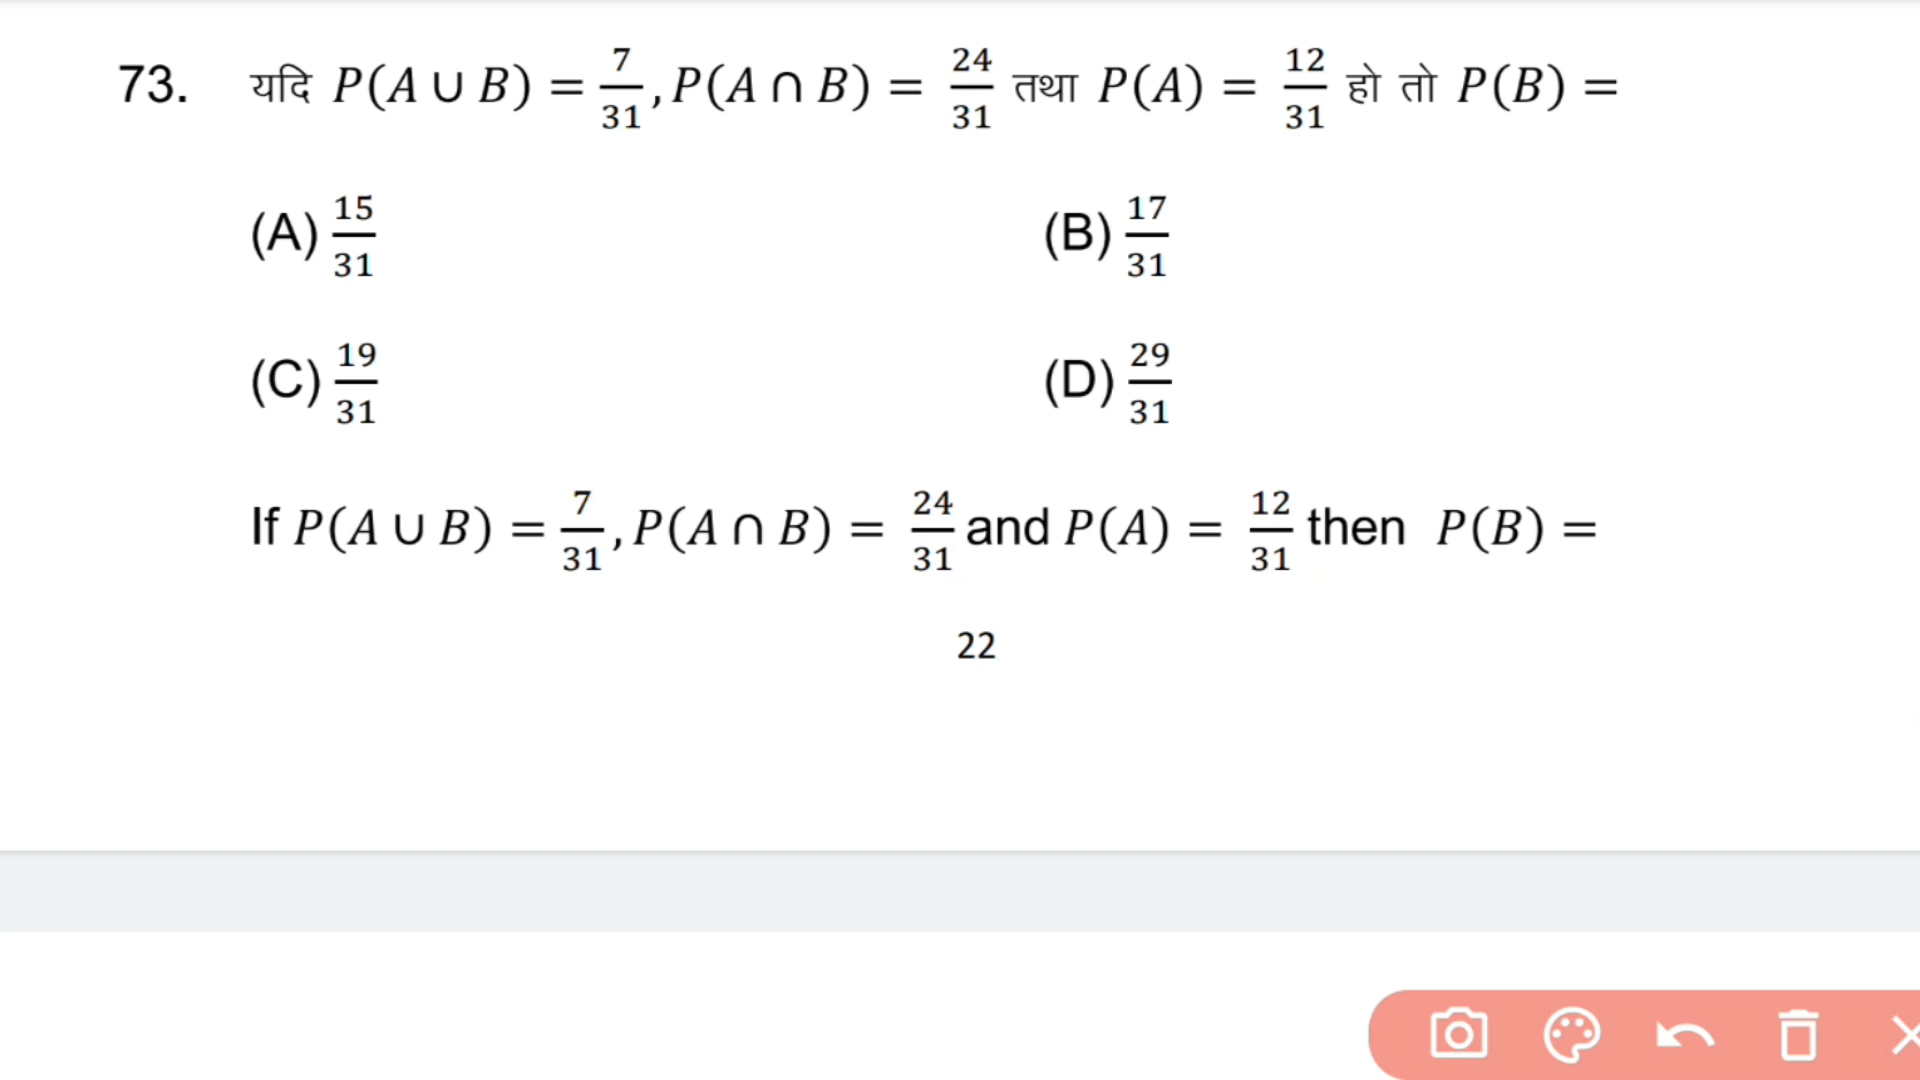 73. यदि P(A ∪ B) = 7/31, P(A ∩ B) = 24/31 तथा P(A) = 12/31 हो तो P(B) =
(A) 15/31 (B) 17/31
(C) 19/31 (D) 29/31
If P(A ∪ B) = 7/31, P(A ∩ B) = 24/31 and P(A) = 12/31 then P(B) =
22